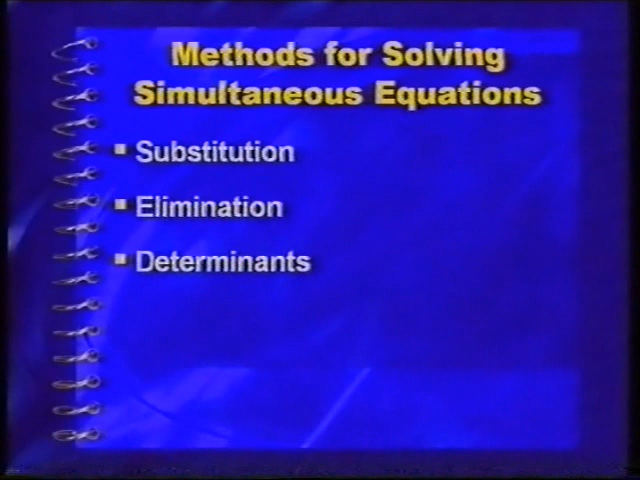 Methods for Solving
Simultaneous Equations
Substitution
Elimination
Determinants